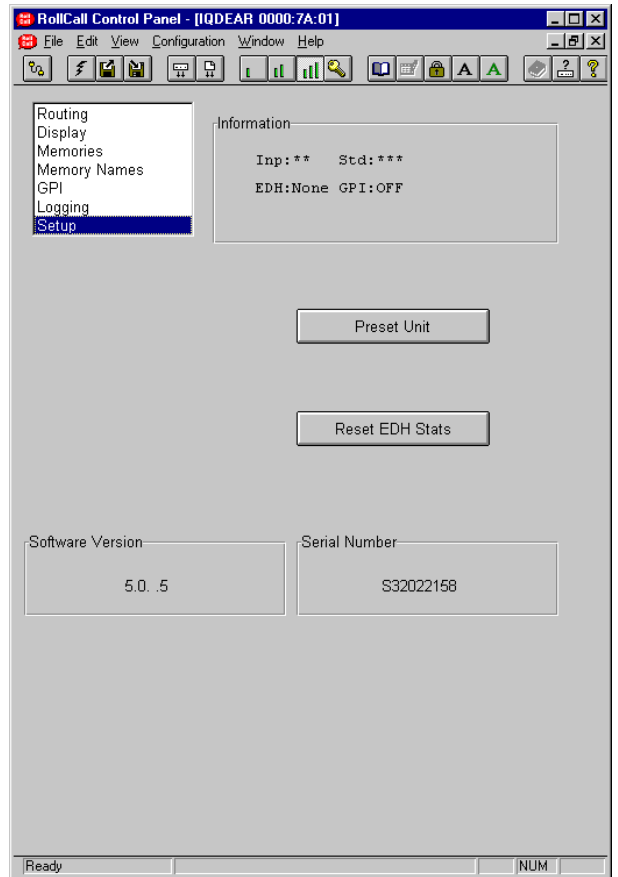 RollCall Control Panel - [IQDEAR 0000:7A:01]
File Edit View Configuration Window Help
A A ? ?
Routing
Display
Memories
Memory Names
GPI
Logging
Setup
Information
Inp:** Std:***
EDH:None GPI:OFF
Preset Unit
Reset EDH Stats
Software Version
5.0. .5
Serial Number
S32022158
Ready NUM